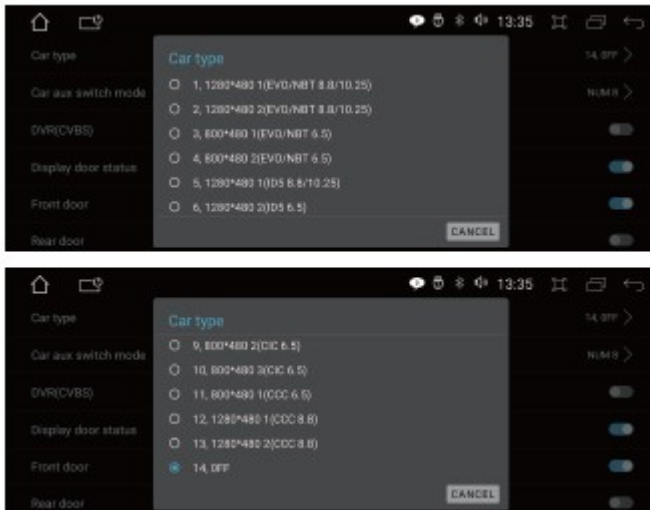 13:35
Car type
14, OFF
Car aux switch mode
NUM 8
DVR(CVBS)
Display door status
Front door
Rear door
Car type
1, 1280*480 1(EVO/NBT 8.8/10.25)
2, 1280*480 2(EVO/NBT 8.8/10.25)
3, 800*480 1(EVO/NBT 6.5)
4, 800*480 2(EVO/NBT 6.5)
5, 1280*480 1(ID5 8.8/10.25)
6, 1280*480 2(ID5 6.5)
CANCEL
13:35
Car type
14, OFF
Car aux switch mode
NUM 8
DVR(CVBS)
Display door status
Front door
Rear door
Car type
9, 800*480 2(CIC 6.5)
10, 800*480 3(CIC 6.5)
11, 800*480 1(CCC 6.5)
12, 1280*480 1(CCC 8.8)
13, 1280*480 2(CCC 8.8)
14, OFF
CANCEL